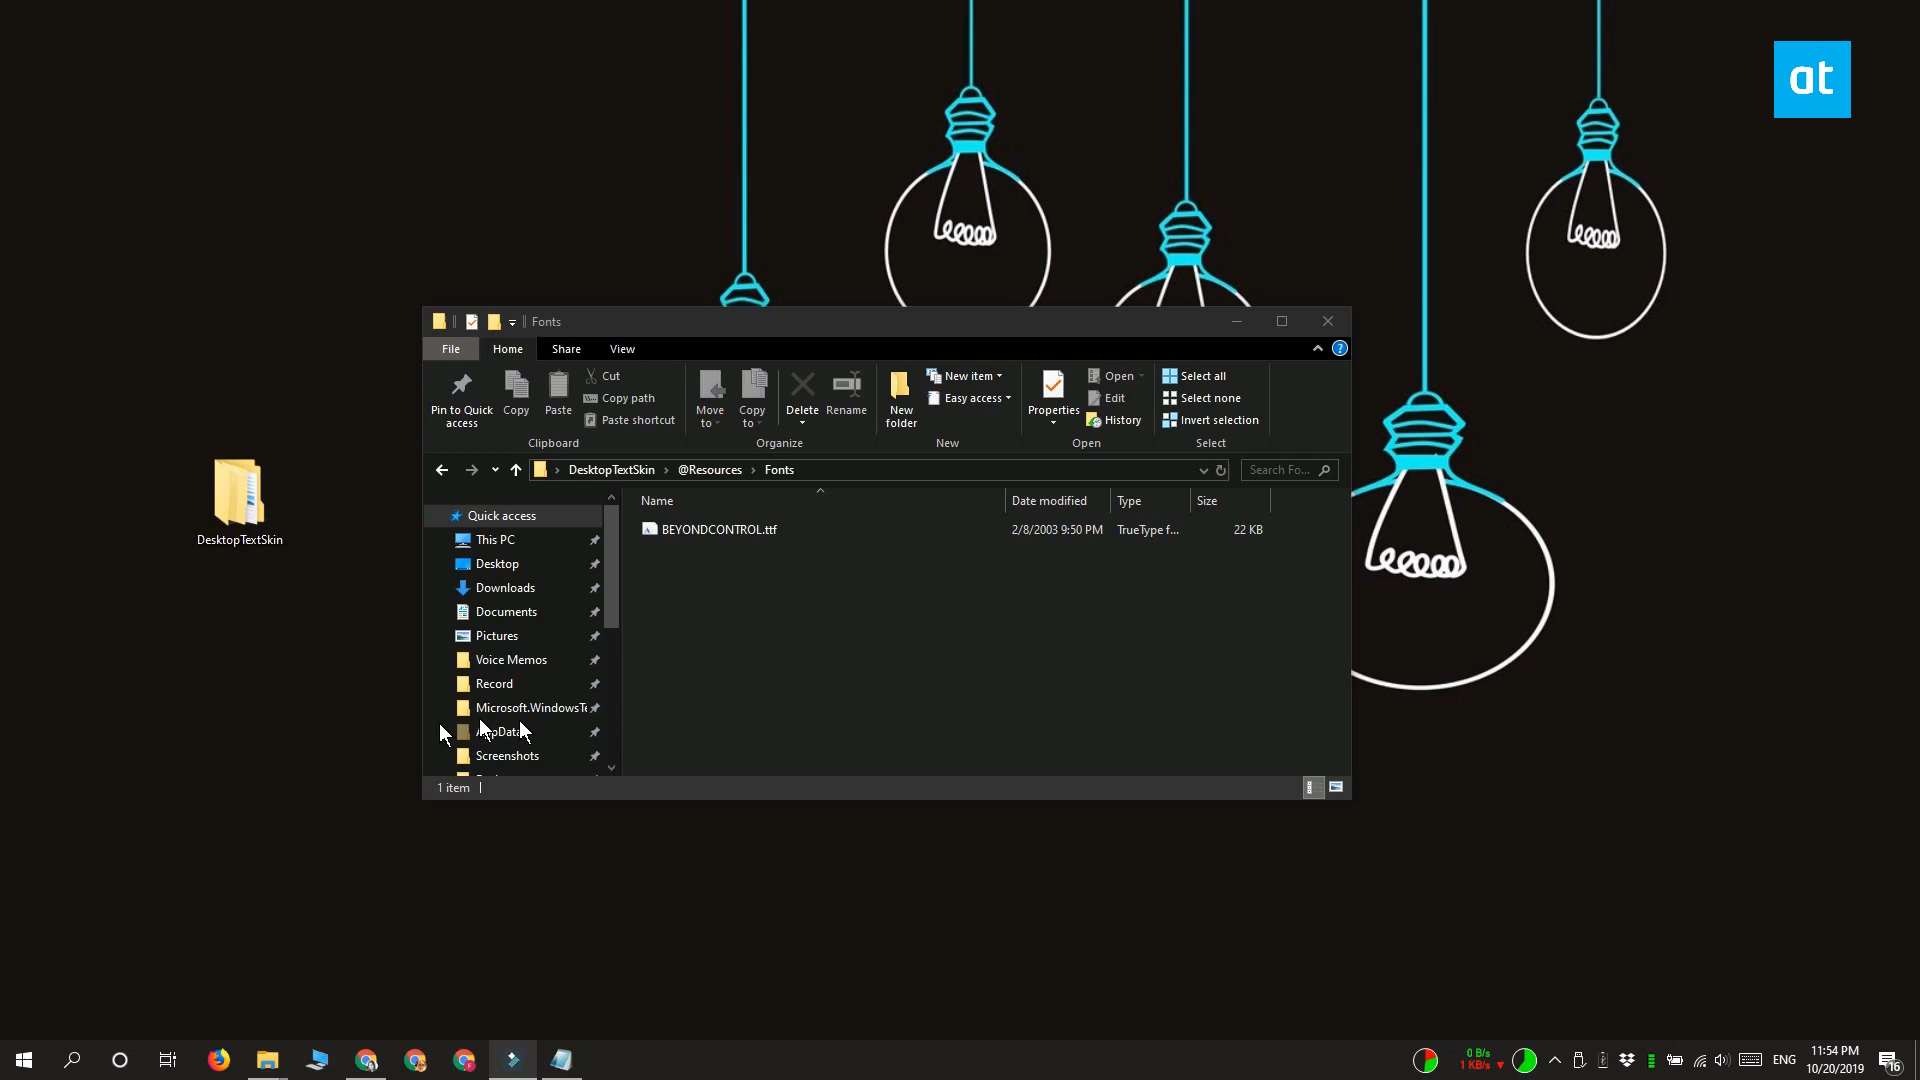 at
Fonts
File Home Share View
Pin to Quick access
Copy
Paste
Cut
Copy path
Paste shortcut
Clipboard
Move to
Copy to
Delete
Rename
Organize
New folder
New item
Easy access
New
Properties
Open
Edit
History
Open
Select all
Select none
Invert selection
Select
DesktopTextSkin › @Resources › Fonts
Search Fo...
Name Date modified Type Size
BEYONDCONTROL.ttf 2/8/2003 9:50 PM TrueType f... 22 KB
Quick access
This PC
Desktop
Downloads
Documents
Pictures
Voice Memos
Record
Microsoft.WindowsTe
Screenshots
1 item
DesktopTextSkin
0 B/s
1 KB/s
ENG
11:54 PM
10/20/2019
16